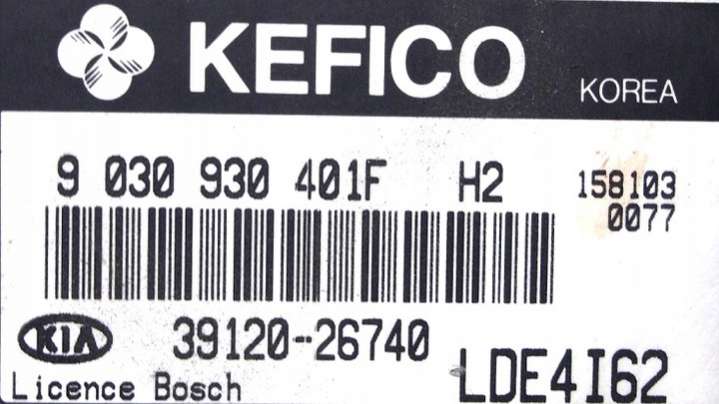 KEFICO KOREA
9 030 930 401F H2 158103
0077
KIA 39120-26740 LDE4I62
Licence Bosch